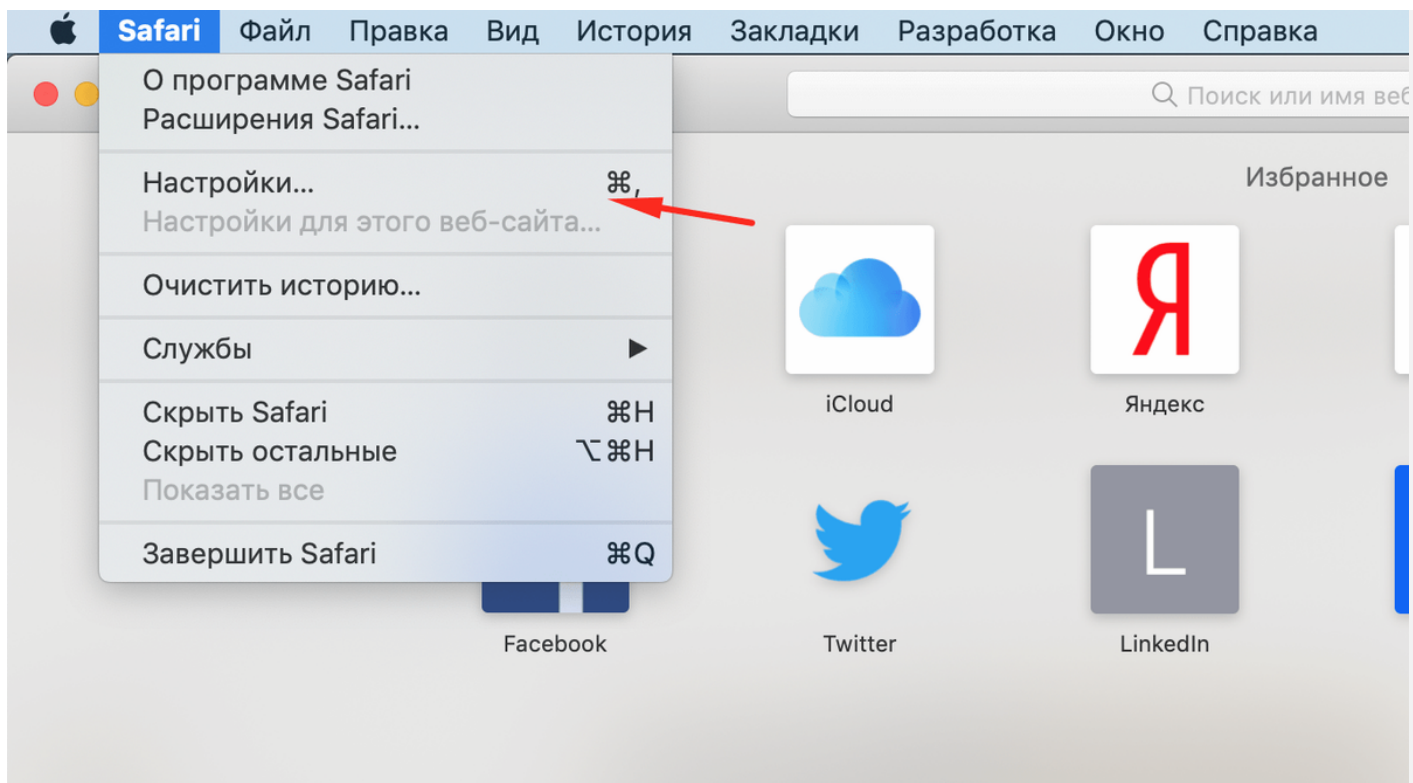 Safari Файл Правка Вид История Закладки Разработка Окно Справка
О программе Safari
Расширения Safari...
Поиск или имя веб
Настройки... ⌘,
Настройки для этого веб-сайта...
Избранное
Очистить историю...
Службы ▶
Скрыть Safari ⌘H
Скрыть остальные ⌥⌘H
Показать все
Завершить Safari ⌘Q
iCloud
Я
Яндекс
L
Facebook
Twitter
LinkedIn